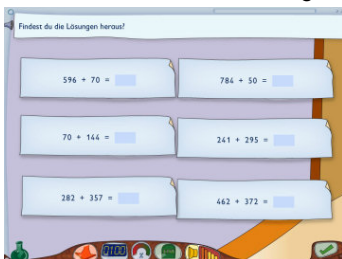 Findest du die Lösungen heraus?
596 + 70 =
784 + 50 =
70 + 144 =
241 + 295 =
282 + 357 =
462 + 372 =